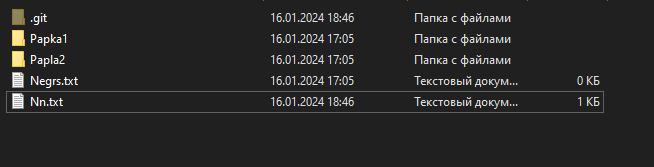 .git 16.01.2024 18:46 Папка с файлами
Papka1 16.01.2024 17:05 Папка с файлами
Papla2 16.01.2024 17:05 Папка с файлами
Negrs.txt 16.01.2024 17:05 Текстовый докум... 0 КБ
Nn.txt 16.01.2024 18:46 Текстовый докум... 1 КБ